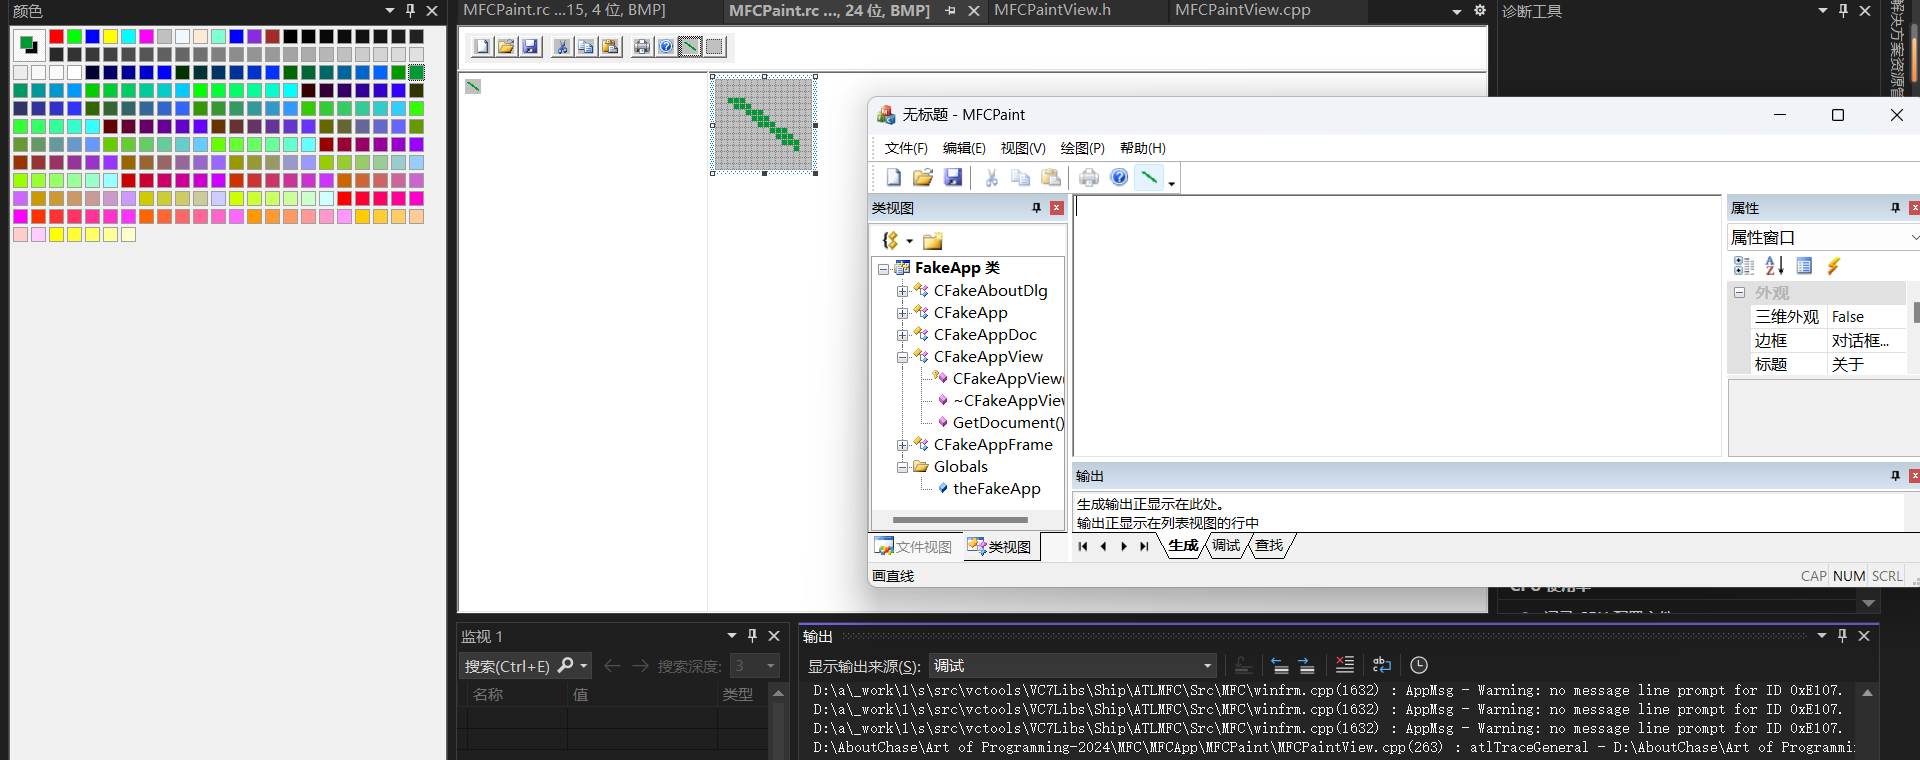 颜色
MFCPaint.rc ...15, 4 位, BMP]
MFCPaint.rc ..., 24 位, BMP]
MFCPaintView.h
MFCPaintView.cpp
诊断工具
解决方案资源管
无标题 - MFCPaint
文件(F)
编辑(E)
视图(V)
绘图(P)
帮助(H)
类视图
FakeApp 类
CFakeAboutDlg
CFakeApp
CFakeAppDoc
CFakeAppView
CFakeAppView(
~CFakeAppView
GetDocument()
CFakeAppFrame
Globals
theFakeApp
文件视图
类视图
属性
属性窗口
外观
三维外观 False
边框 对话框...
标题 关于
输出
生成输出正显示在此处。
输出正显示在列表视图的行中
生成
调试
查找
画直线
CAP NUM SCRL
监视 1
搜索(Ctrl+E)
搜索深度: 3
名称 值 类型
输出
显示输出来源(S): 调试
D:\a\_work\1\s\src\vctools\VC7Libs\Ship\ATLMFC\Src\MFC\winfrm.cpp(1632) : AppMsg - Warning: no message line prompt for ID 0xE107.
D:\a\_work\1\s\src\vctools\VC7Libs\Ship\ATLMFC\Src\MFC\winfrm.cpp(1632) : AppMsg - Warning: no message line prompt for ID 0xE107.
D:\a\_work\1\s\src\vctools\VC7Libs\Ship\ATLMFC\Src\MFC\winfrm.cpp(1632) : AppMsg - Warning: no message line prompt for ID 0xE107.
D:\AboutChase\Art of Programming-2024\MFC\MFCApp\MFCPaint\MFCPaintView.cpp(263) : atlTraceGeneral - D:\AboutChase\Art of Programmi